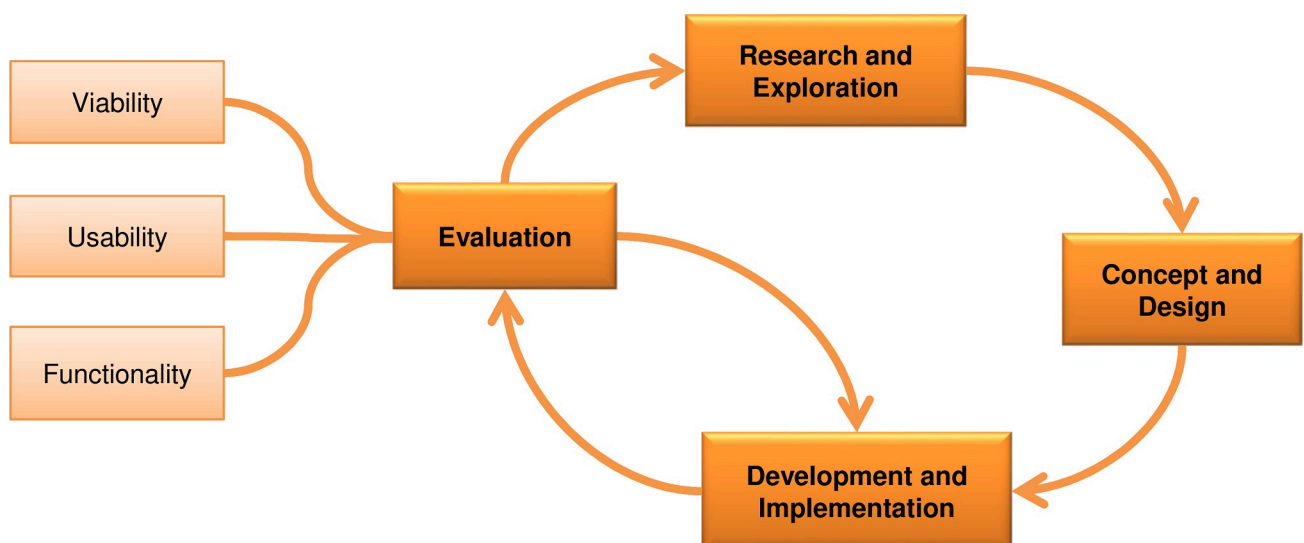 Research and
Exploration
Viability
Usability
Evaluation
Concept and
Design
Functionality
Development and
Implementation